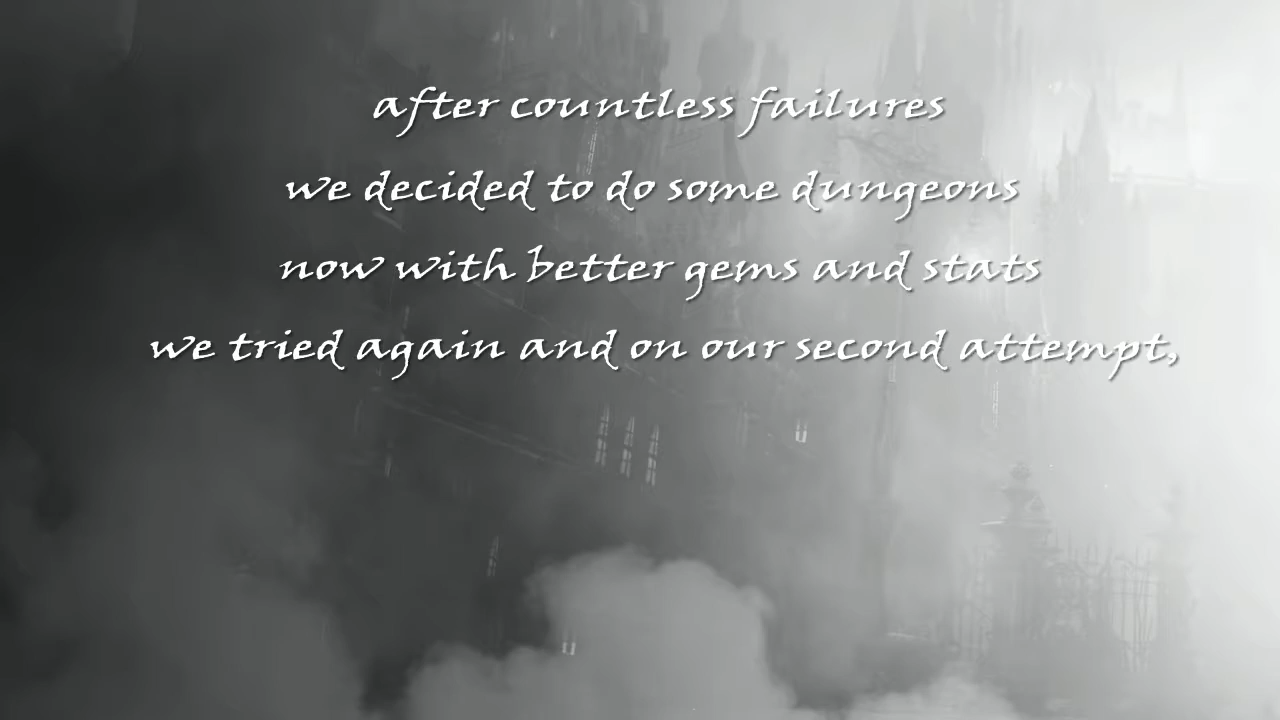 after countless failures
we decided to do some dungeons
now with better gems and stats
we tried again and on our second attempt,